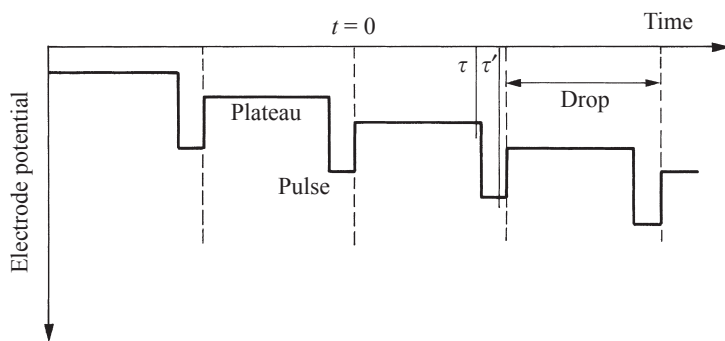 t = 0
Time
τ τ′
Drop
Plateau
Pulse
Electrode potential